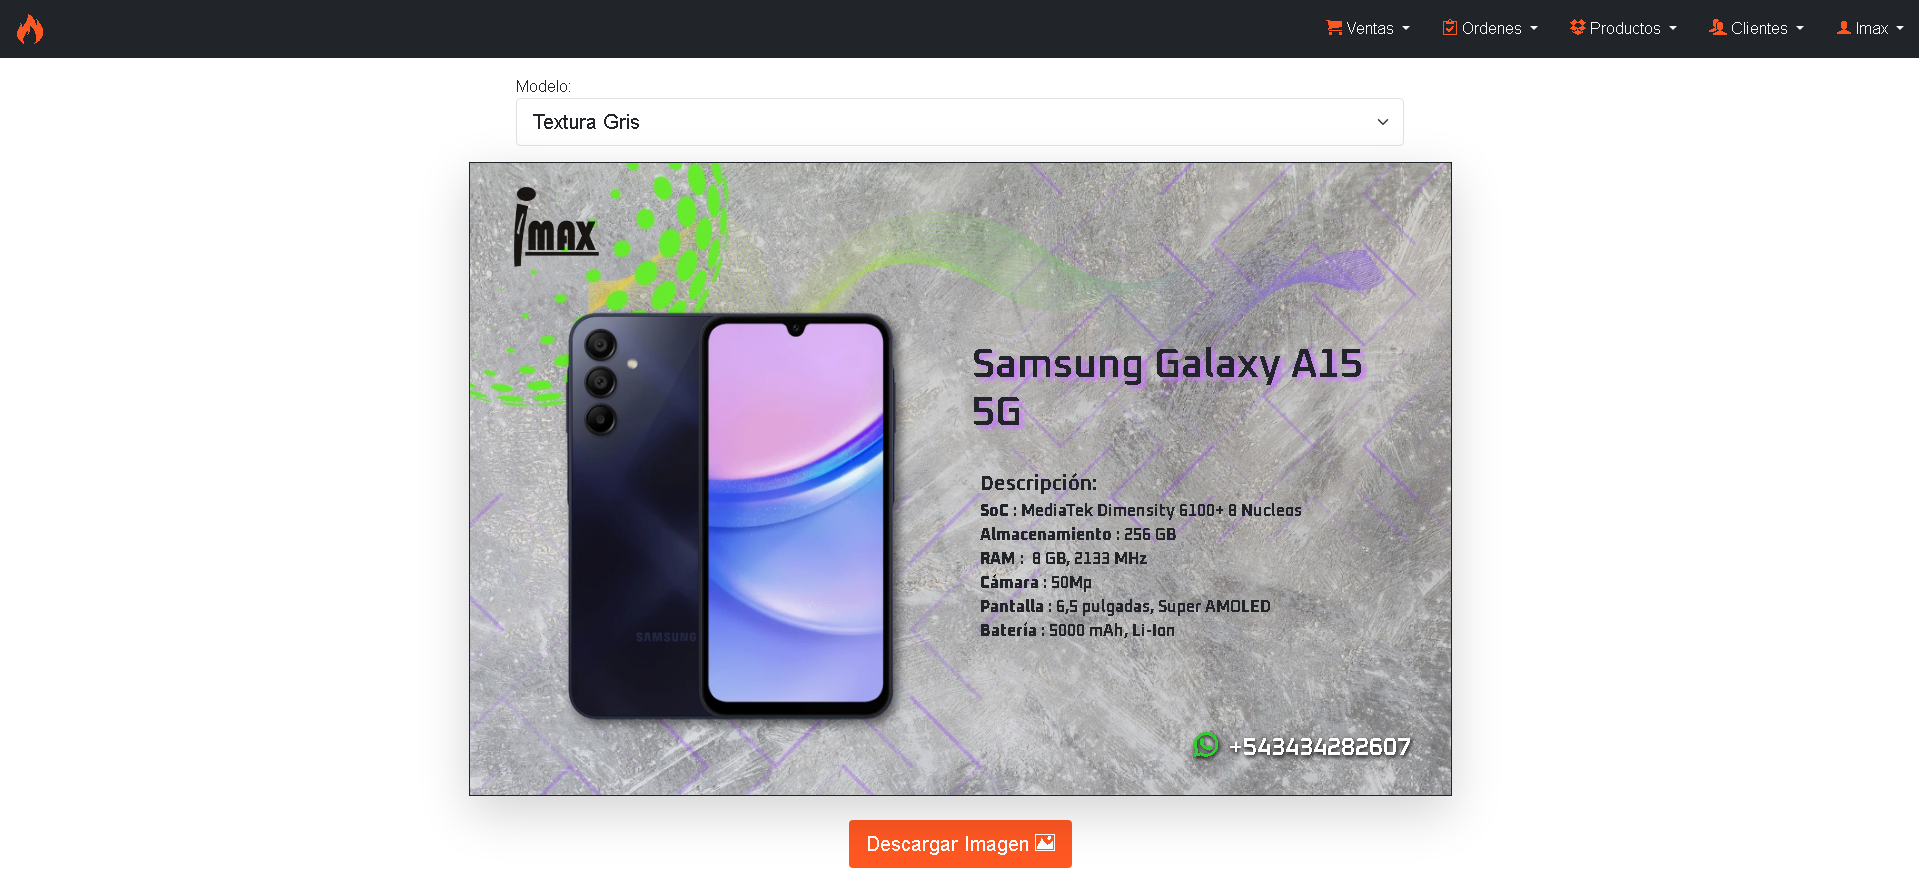 Ventas
Ordenes
Productos
Clientes
Imax
Modelo:
Textura Gris
imax
Samsung Galaxy A15
5G
Descripción:
SoC : MediaTek Dimensity 6100+ 8 Nucleos
Almacenamiento : 256 GB
RAM : 8 GB, 2133 MHz
Cámara : 50Mp
Pantalla : 6,5 pulgadas, Super AMOLED
Batería : 5000 mAh, Li-Ion
SAMSUNG
+543434282607
Descargar Imagen